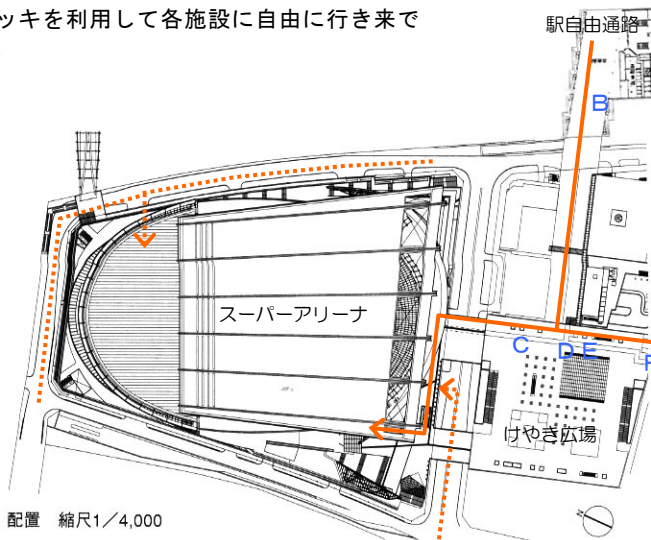 ッキを利用して各施設に自由に行き来で
駅自由通路
B
スーパーアリーナ
C
D E
F
けやき広場
N
配置 縮尺1/4,000